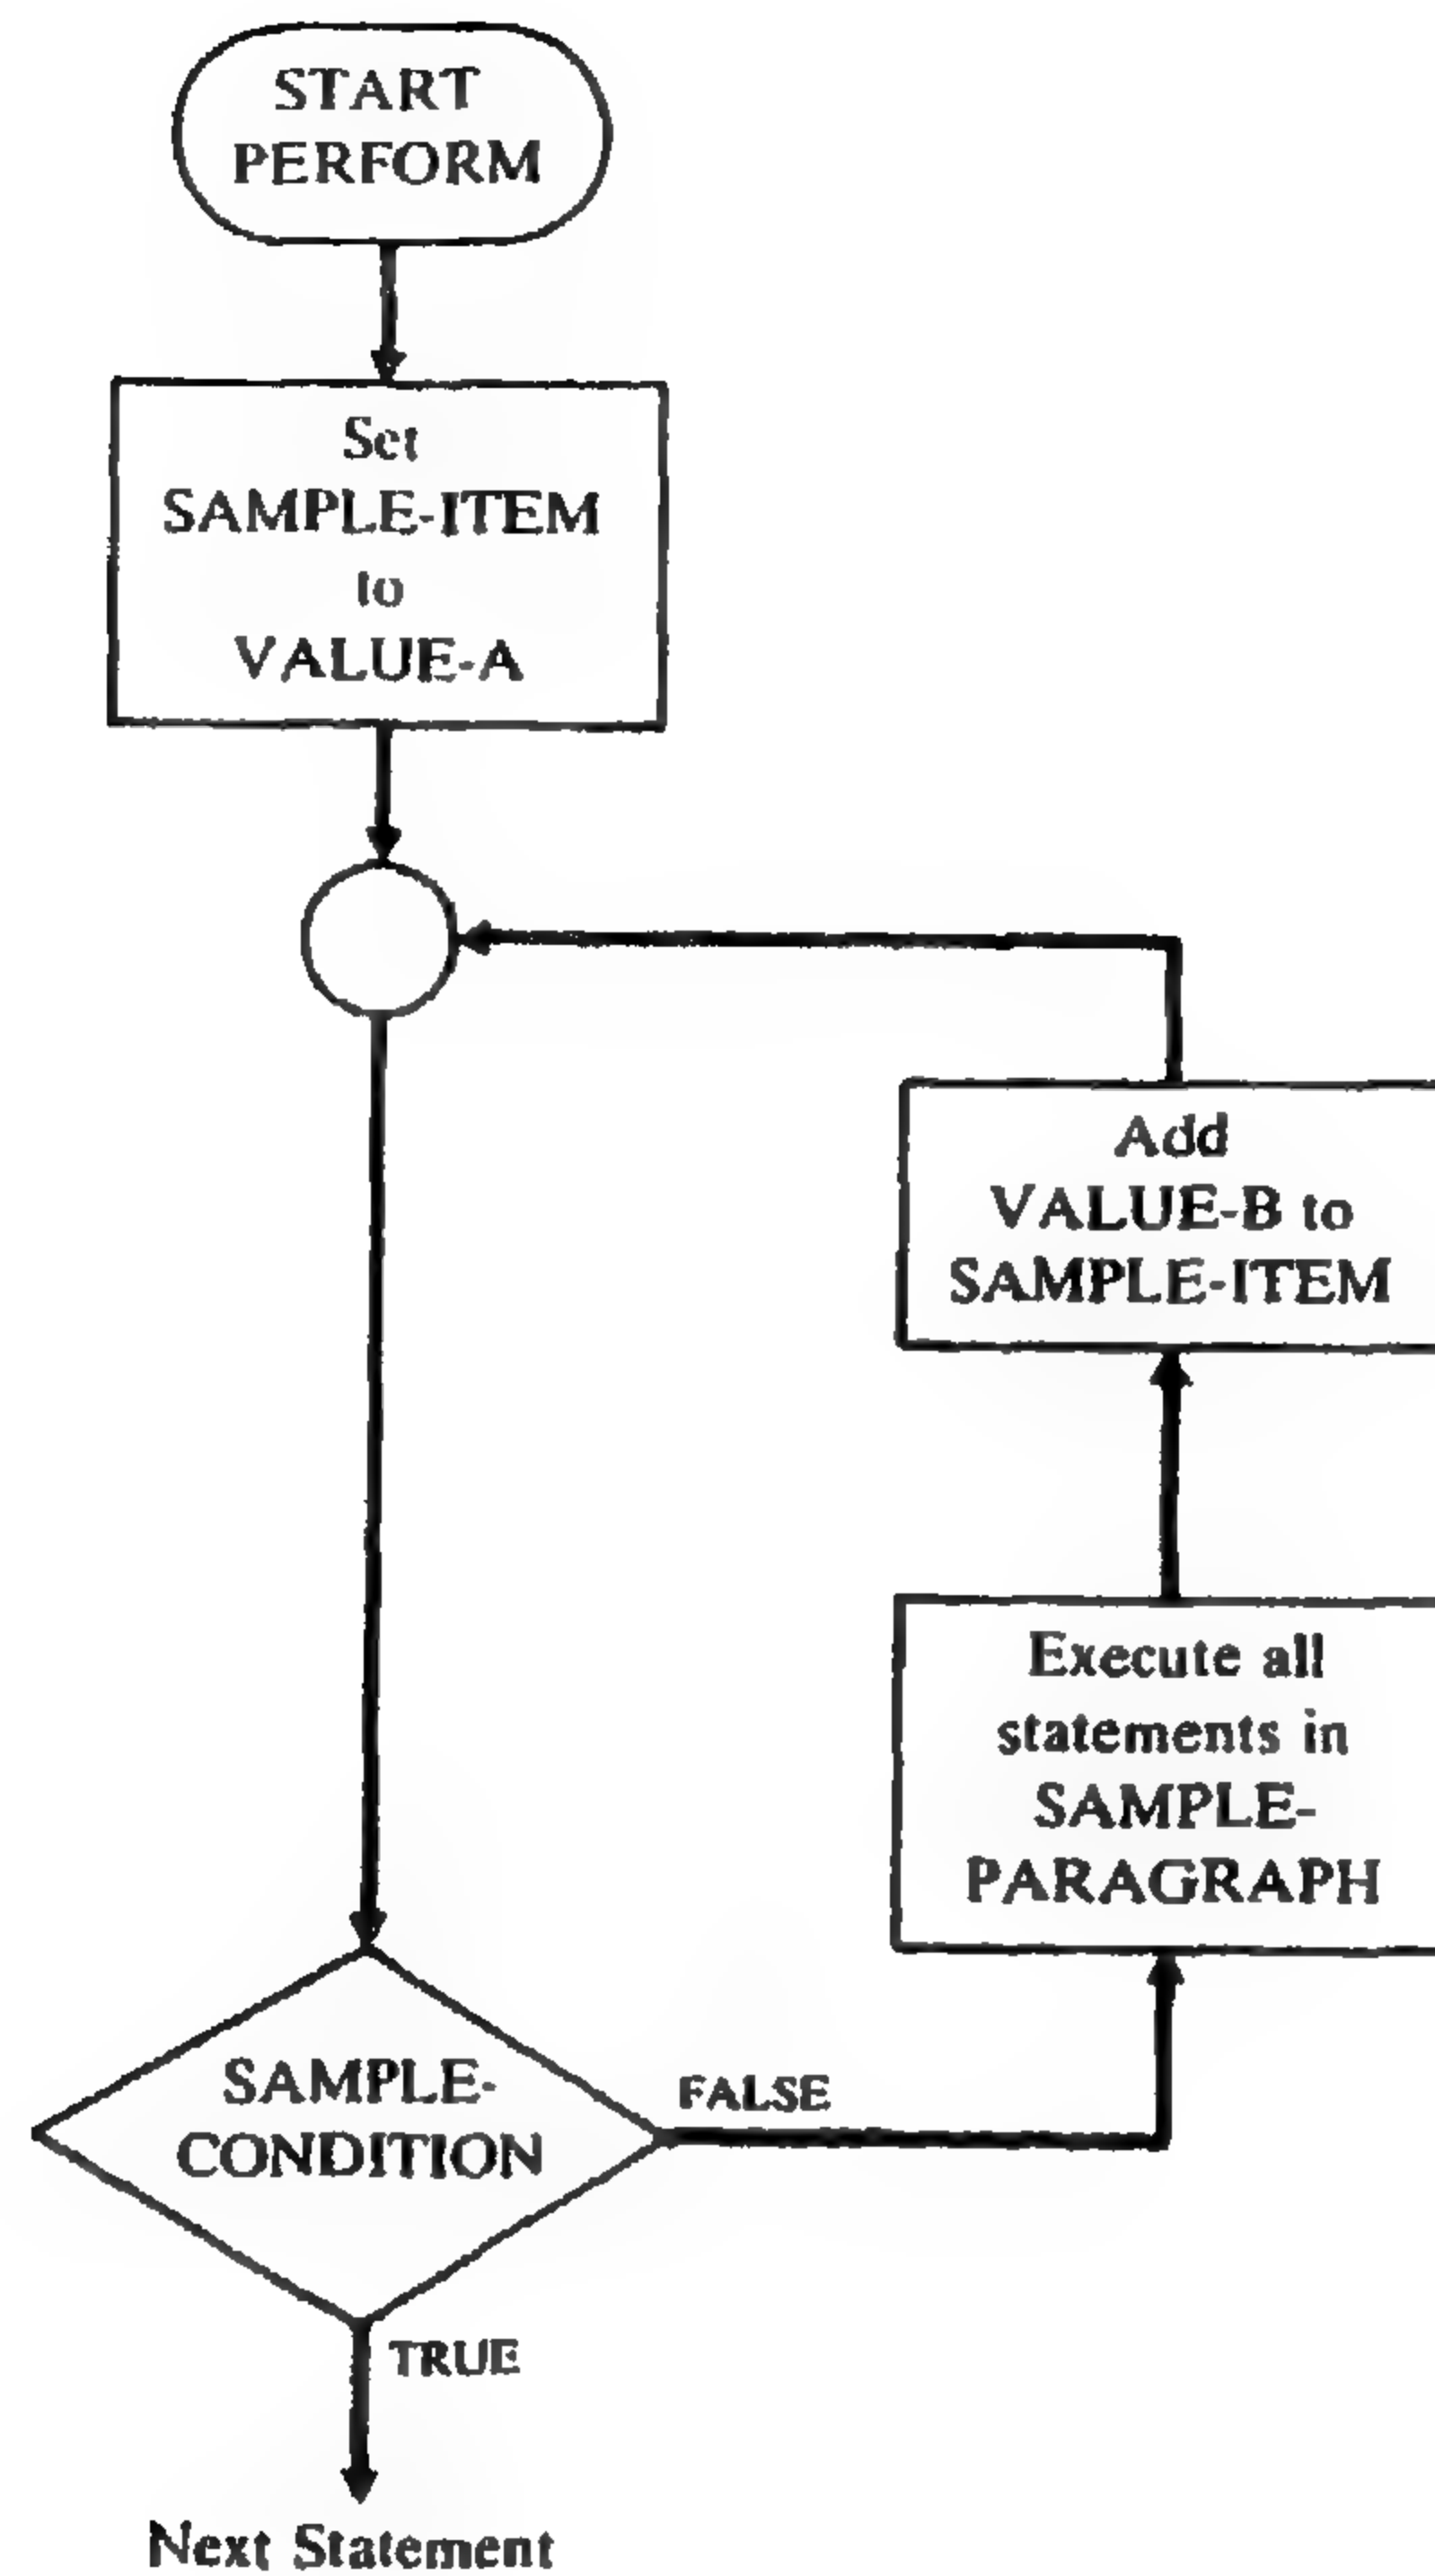 START
PERFORM
Set
SAMPLE-ITEM
to
VALUE-A
Add
VALUE-B to
SAMPLE-ITEM
Execute all
statements in
SAMPLE-
PARAGRAPH
SAMPLE-
CONDITION
FALSE
TRUE
Next Statement